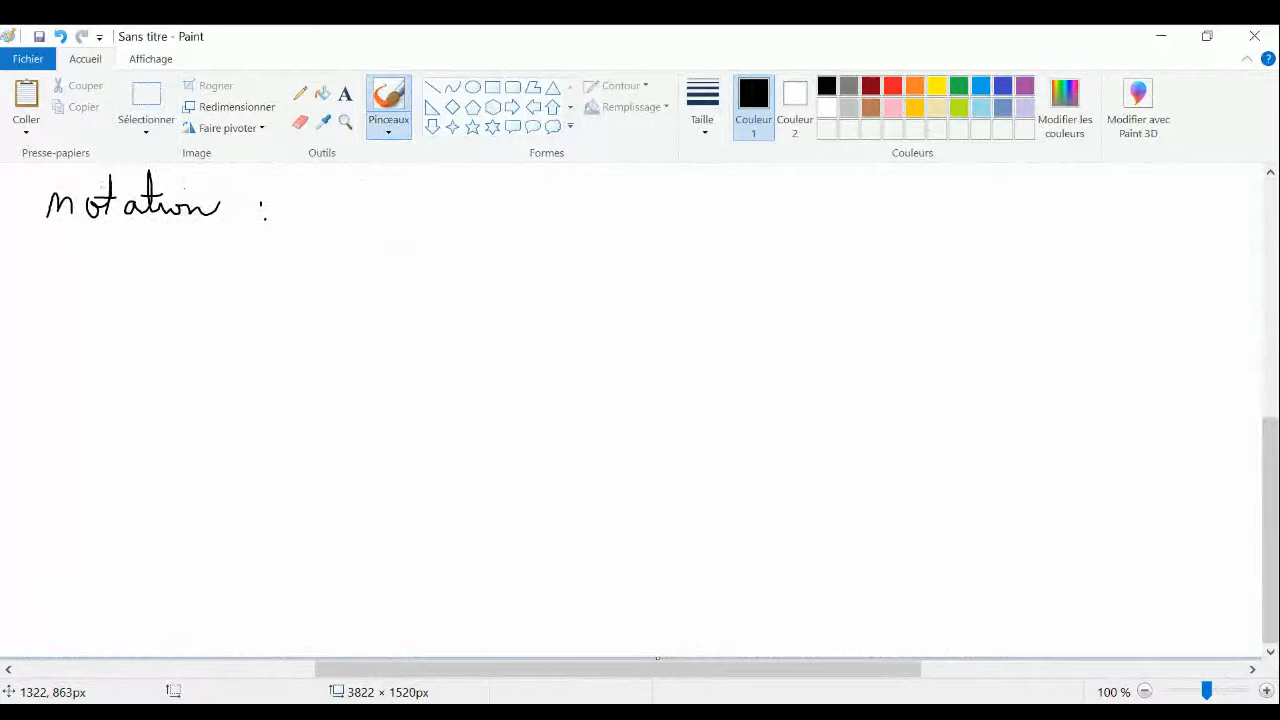 Sans titre - Paint
Fichier Accueil Affichage
Coller
Couper
Copier
Presse-papiers
Sélectionner
Rogner
Redimensionner
Faire pivoter
Image
A
Outils
Pinceaux
Contour
Remplissage
Formes
Taille
Couleur 1
Couleur 2
Modifier les couleurs
Couleurs
Modifier avec Paint 3D
notation :
1322, 863px
3822 × 1520px
100 %